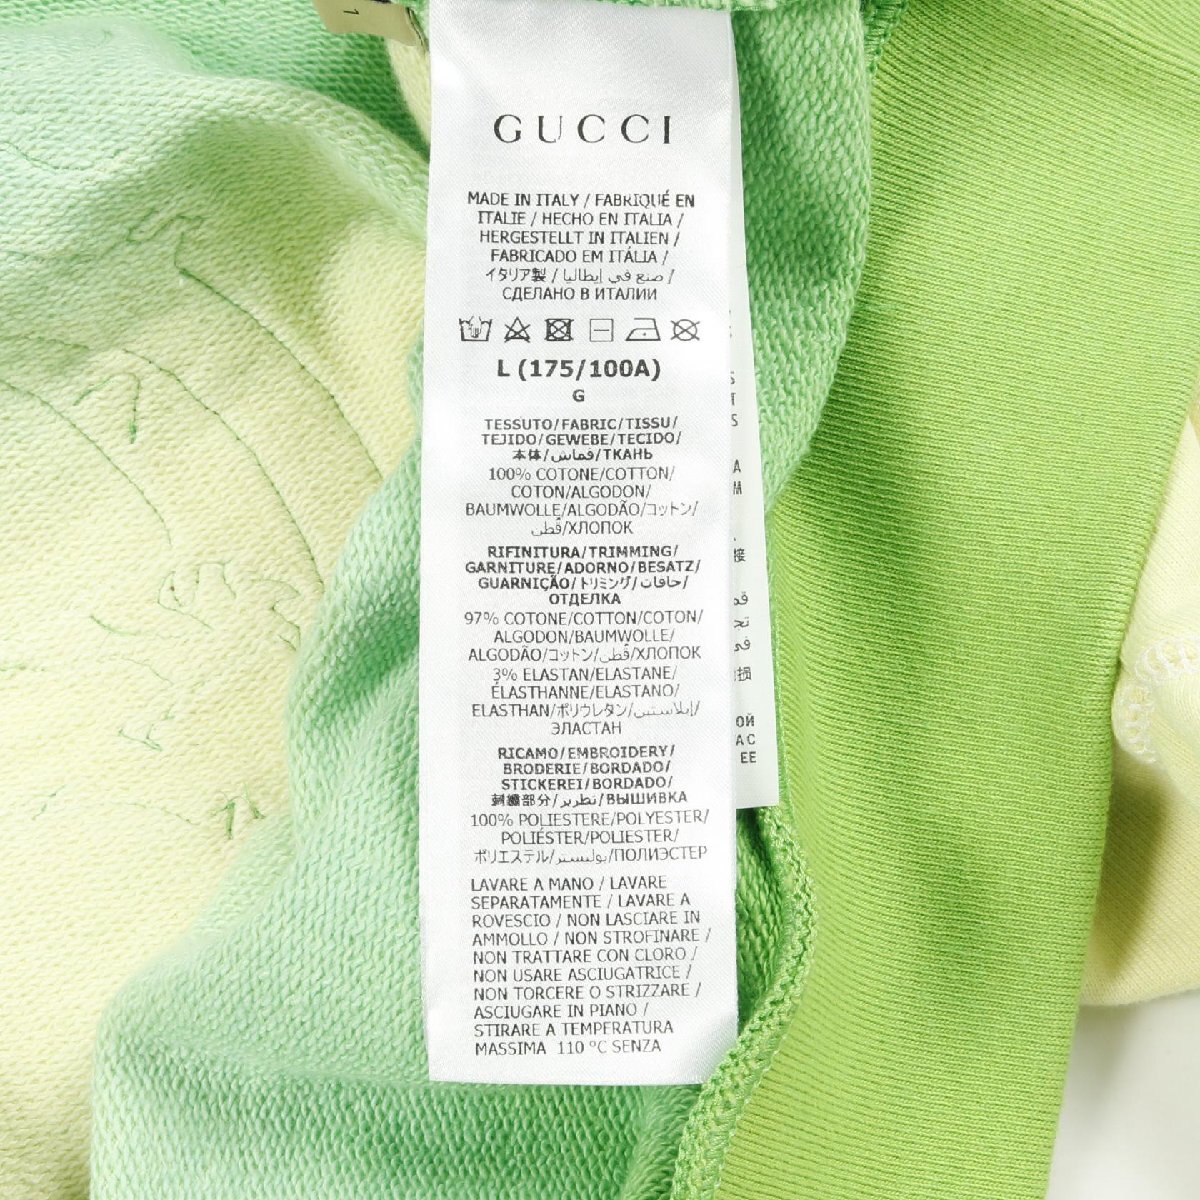 1
GUCCI
MADE IN ITALY / FABRIQUÉ EN
ITALIE / HECHO EN ITALIA /
HERGESTELLT IN ITALIEN /
FABRICADO EM ITÁLIA /
イタリア製 / صنع في إيطاليا /
СДЕЛАНО В ИТАЛИИ
L (175/100A)
G
TESSUTO/FABRIC/TISSU/
TEJIDO/GEWEBE/TECIDO/
本体/قماش/ТКАНЬ
100% COTONE/COTTON/
COTON/ALGODON/
BAUMWOLLE/ALGODÃO/コットン/
قطن/ХЛОПОК
RIFINITURA/TRIMMING/
GARNITURE/ADORNO/BESATZ/
GUARNIÇÃO/トリミング/حافات/
ОТДЕЛКА
97% COTONE/COTTON/COTON/
ALGODON/BAUMWOLLE/
ALGODÃO/コットン/قطن/ХЛОПОК
3% ELASTAN/ELASTANE/
ÉLASTHANNE/ELASTANO/
ELASTHAN/ポリウレタン/إيلاستين/
ЭЛАСТАН
RICAMO/EMBROIDERY/
BRODERIE/BORDADO/
STICKEREI/BORDADO/
刺繍部分/تطريز/ВЫШИВКА
100% POLIESTERE/POLYESTER/
POLIÉSTER/POLIESTER/
ポリエステル/بوليستر/ПОЛИЭСТЕР
LAVARE A MANO / LAVARE
SEPARATAMENTE / LAVARE A
ROVESCIO / NON LASCIARE IN
AMMOLLO / NON STROFINARE /
NON TRATTARE CON CLORO /
NON USARE ASCIUGATRICE /
NON TORCERE O STRIZZARE /
ASCIUGARE IN PIANO /
STIRARE A TEMPERATURA
MASSIMA 110 ºC SENZA
接
في
损
ОЙ
А С
ЕЕ